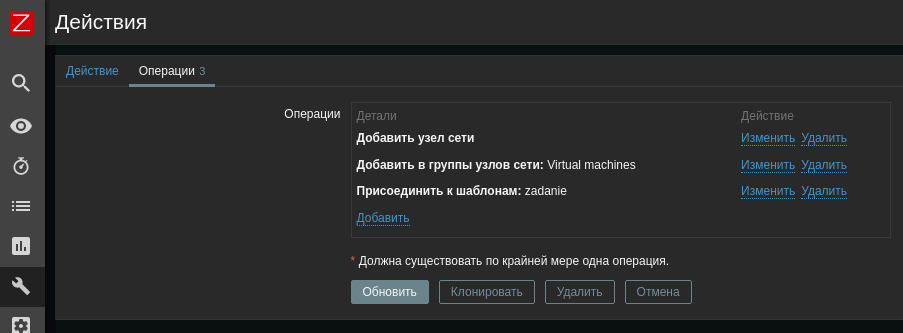 Z
Действия
Действие Операции 3
Операции
Детали Действие
Добавить узел сети Изменить Удалить
Добавить в группы узлов сети: Virtual machines Изменить Удалить
Присоединить к шаблонам: zadanie Изменить Удалить
Добавить
* Должна существовать по крайней мере одна операция.
Обновить Клонировать Удалить Отмена